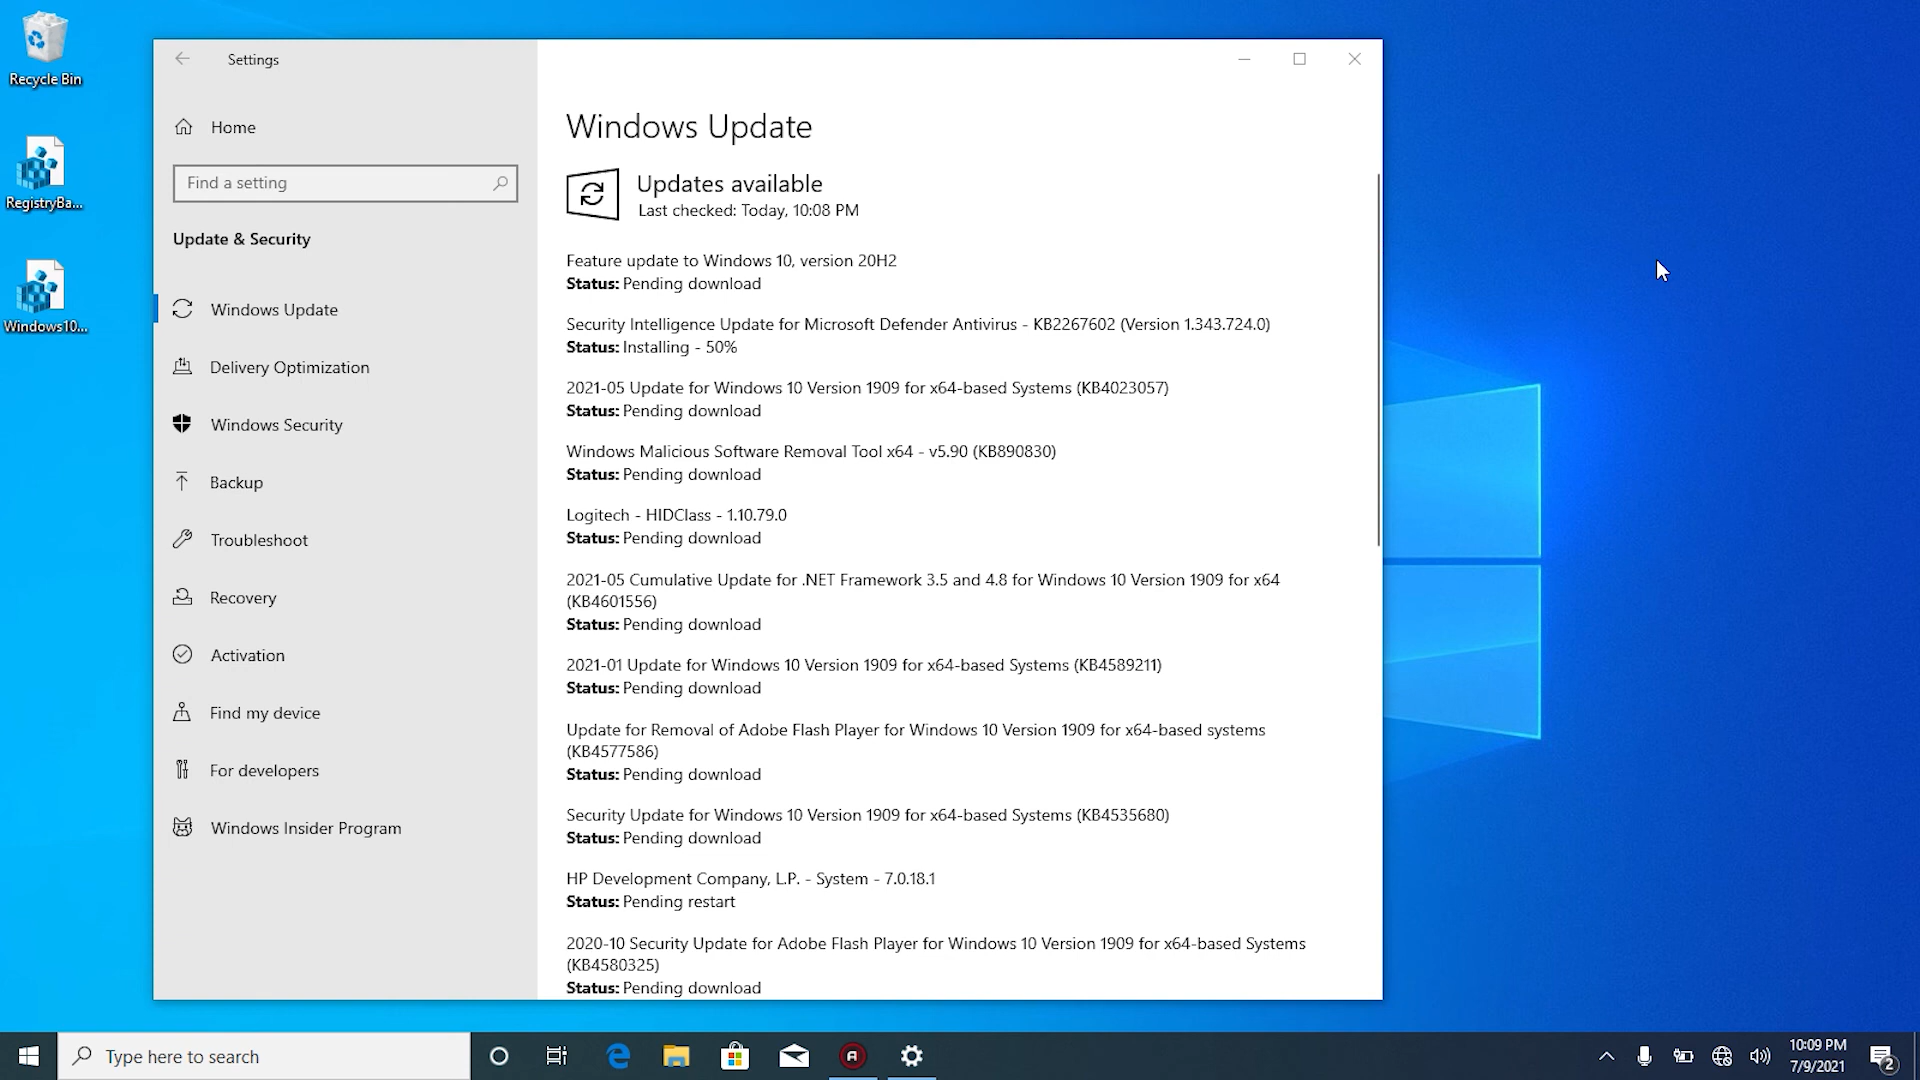 Recycle Bin
RegistryBa...
Windows10...
Settings
Home
Find a setting
Update & Security
Windows Update
Delivery Optimization
Windows Security
Backup
Troubleshoot
Recovery
Activation
Find my device
For developers
Windows Insider Program
Windows Update
Updates available
Last checked: Today, 10:08 PM
Feature update to Windows 10, version 20H2
Status: Pending download
Security Intelligence Update for Microsoft Defender Antivirus - KB2267602 (Version 1.343.724.0)
Status: Installing - 50%
2021-05 Update for Windows 10 Version 1909 for x64-based Systems (KB4023057)
Status: Pending download
Windows Malicious Software Removal Tool x64 - v5.90 (KB890830)
Status: Pending download
Logitech - HIDClass - 1.10.79.0
Status: Pending download
2021-05 Cumulative Update for .NET Framework 3.5 and 4.8 for Windows 10 Version 1909 for x64
(KB4601556)
Status: Pending download
2021-01 Update for Windows 10 Version 1909 for x64-based Systems (KB4589211)
Status: Pending download
Update for Removal of Adobe Flash Player for Windows 10 Version 1909 for x64-based systems
(KB4577586)
Status: Pending download
Security Update for Windows 10 Version 1909 for x64-based Systems (KB4535680)
Status: Pending download
HP Development Company, L.P. - System - 7.0.18.1
Status: Pending restart
2020-10 Security Update for Adobe Flash Player for Windows 10 Version 1909 for x64-based Systems
(KB4580325)
Status: Pending download
Type here to search
A
10:09 PM
7/9/2021
2